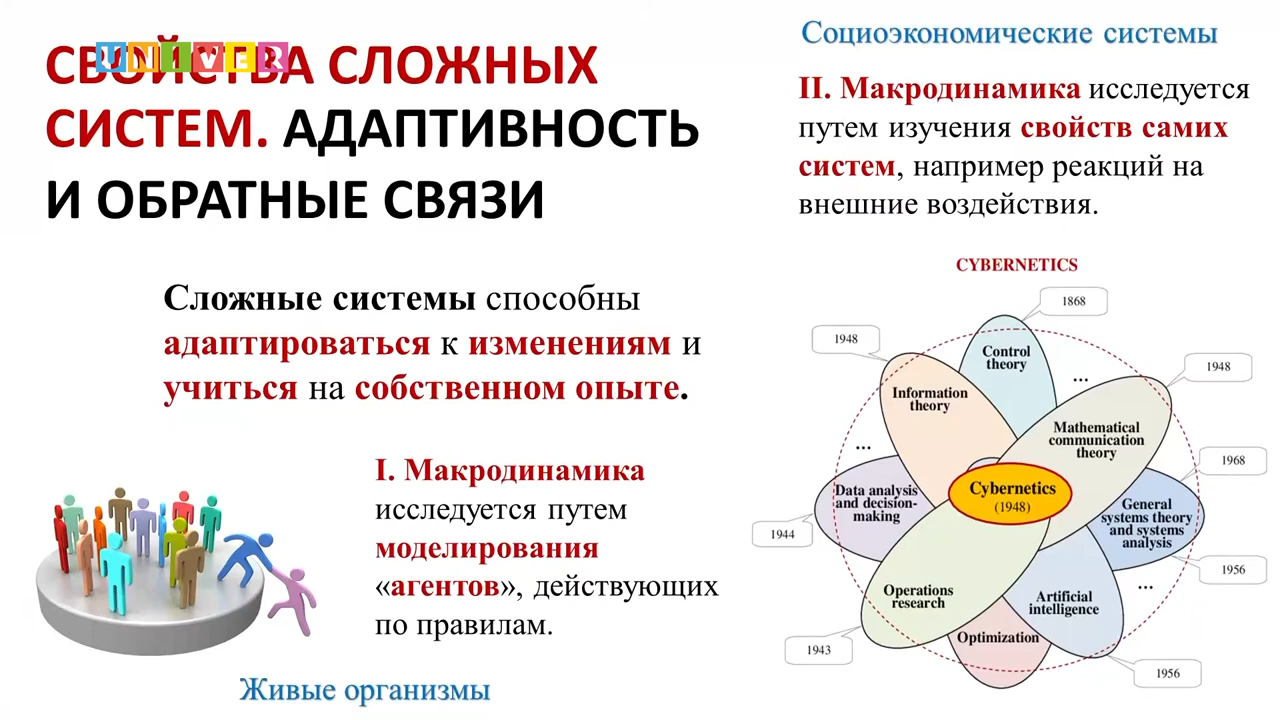 СВОЙСТВА СЛОЖНЫХ
UNIVER
СИСТЕМ. АДАПТИВНОСТЬ
И ОБРАТНЫЕ СВЯЗИ
Сложные системы способны
адаптироваться к изменениям и
учиться на собственном опыте.
I. Макродинамика
исследуется путем
моделирования
«агентов», действующих
по правилам.
Живые организмы
Социоэкономические системы
II. Макродинамика исследуется
путем изучения свойств самих
систем, например реакций на
внешние воздействия.
CYBERNETICS
1868
1948
Control
theory
...
1948
Information
theory
Mathematical
communication
theory
...
1968
Cybernetics
(1948)
Data analysis
and decision-
making
General
systems theory
and systems
analysis
1944
1956
...
Operations
research
Artificial
intelligence
Optimization
1943
1956